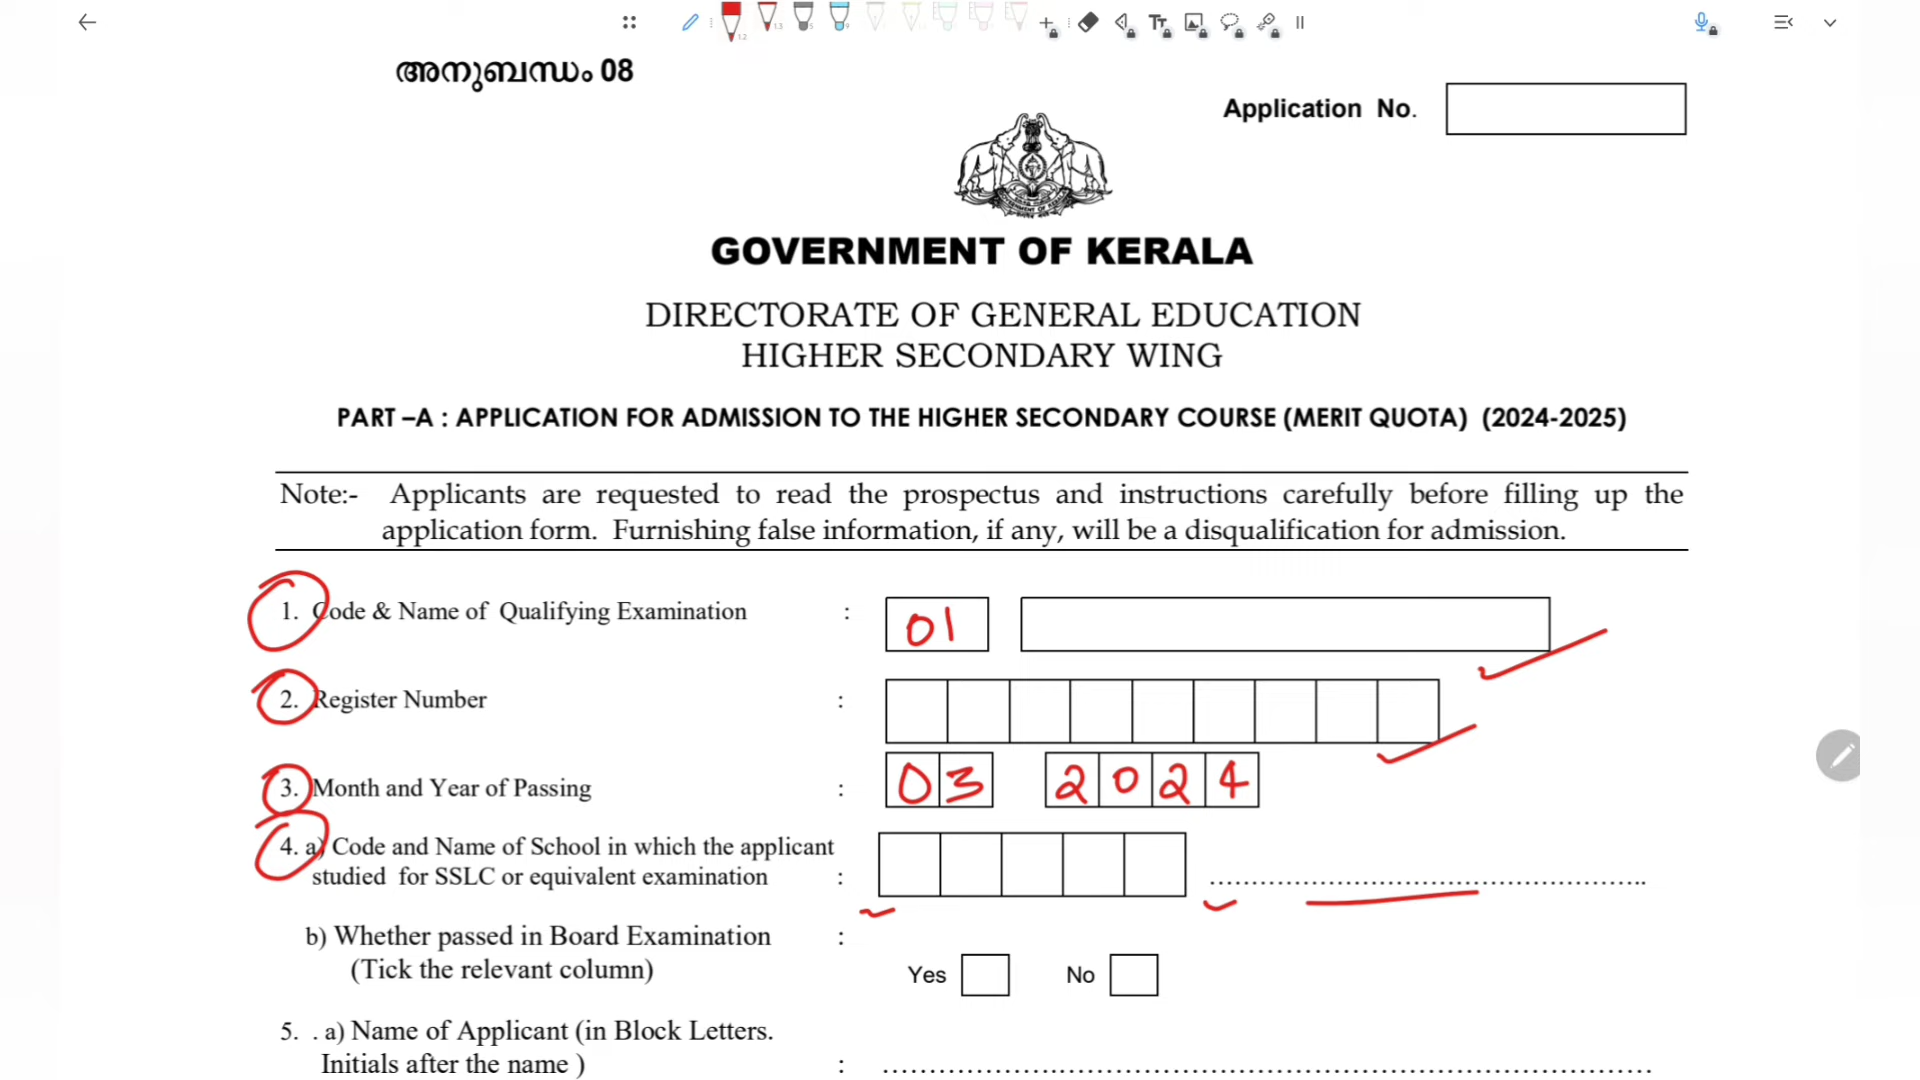 അനുബന്ധം 08
Application No.
GOVERNMENT OF KERALA
DIRECTORATE OF GENERAL EDUCATION
HIGHER SECONDARY WING
PART –A : APPLICATION FOR ADMISSION TO THE HIGHER SECONDARY COURSE (MERIT QUOTA) (2024-2025)
Note:- Applicants are requested to read the prospectus and instructions carefully before filling up the
application form. Furnishing false information, if any, will be a disqualification for admission.
1. Code & Name of Qualifying Examination : 01
2. Register Number :
3. Month and Year of Passing : 03 2024
4. a) Code and Name of School in which the applicant
studied for SSLC or equivalent examination : ..........................................
b) Whether passed in Board Examination :
(Tick the relevant column) Yes No
5. . a) Name of Applicant (in Block Letters.
Initials after the name ) : ..........................................